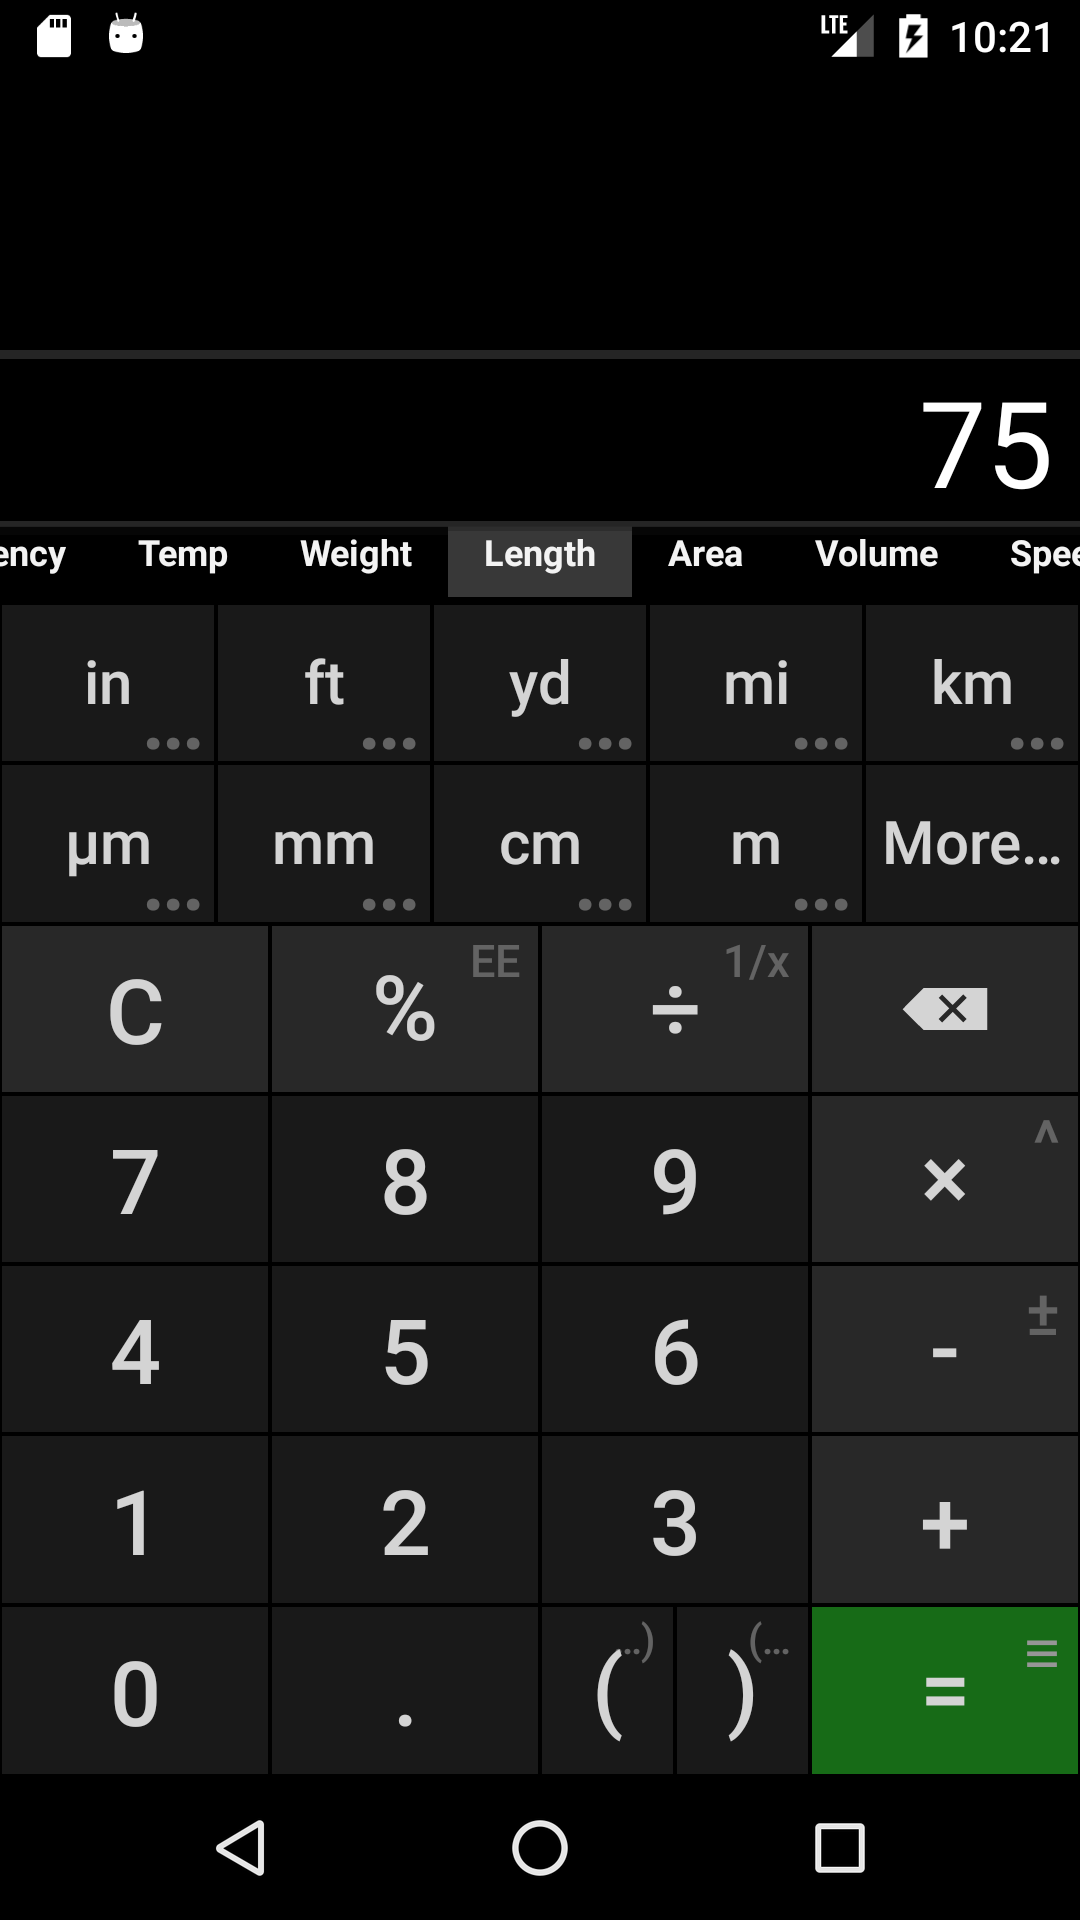 LTE 10:21
75
ency Temp Weight Length Area Volume Spee
in ft yd mi km
µm mm cm m More...
C % EE ÷ 1/x
7 8 9 × ^
4 5 6 - ±
1 2 3 +
0 . ( ..) ) (... =